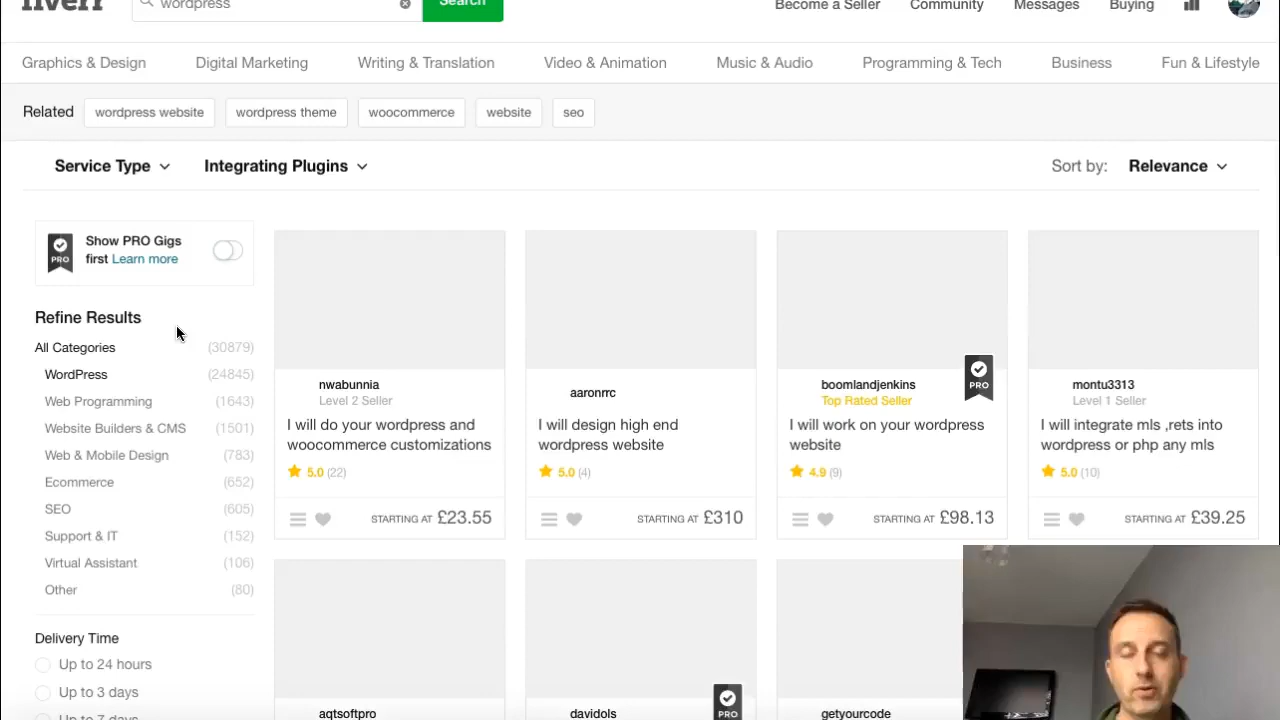 fiverr
wordpress
Search
Become a Seller
Community
Messages
Buying
Graphics & Design
Digital Marketing
Writing & Translation
Video & Animation
Music & Audio
Programming & Tech
Business
Fun & Lifestyle
Related
wordpress website
wordpress theme
woocommerce
website
seo
Service Type
Integrating Plugins
Sort by:
Relevance
PRO
Show PRO Gigs
first Learn more
Refine Results
All Categories (30879)
WordPress (24845)
Web Programming (1643)
Website Builders & CMS (1501)
Web & Mobile Design (783)
Ecommerce (652)
SEO (605)
Support & IT (152)
Virtual Assistant (106)
Other (80)
Delivery Time
Up to 24 hours
Up to 3 days
Up to 7 days
nwabunnia
Level 2 Seller
I will do your wordpress and
woocommerce customizations
5.0 (22)
STARTING AT £23.55
aaronrrc
I will design high end
wordpress website
5.0 (4)
STARTING AT £310
PRO
boomlandjenkins
Top Rated Seller
I will work on your wordpress
website
4.9 (9)
STARTING AT £98.13
montu3313
Level 1 Seller
I will integrate mls ,rets into
wordpress or php any mls
5.0 (10)
STARTING AT £39.25
aqtsoftpro
davidols
PRO
getyourcode